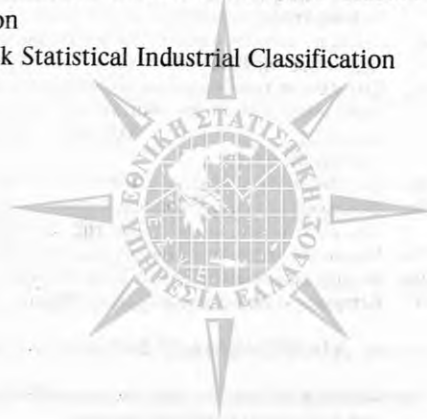 on
k Statistical Industrial Classification
ΕΘΝΙΚΗ ΣΤΑΤΙΣΤΙΚΗ
ΥΠΗΡΕΣΙΑ ΕΛΛΑΔΟΣ
Ε Σ Υ Ε